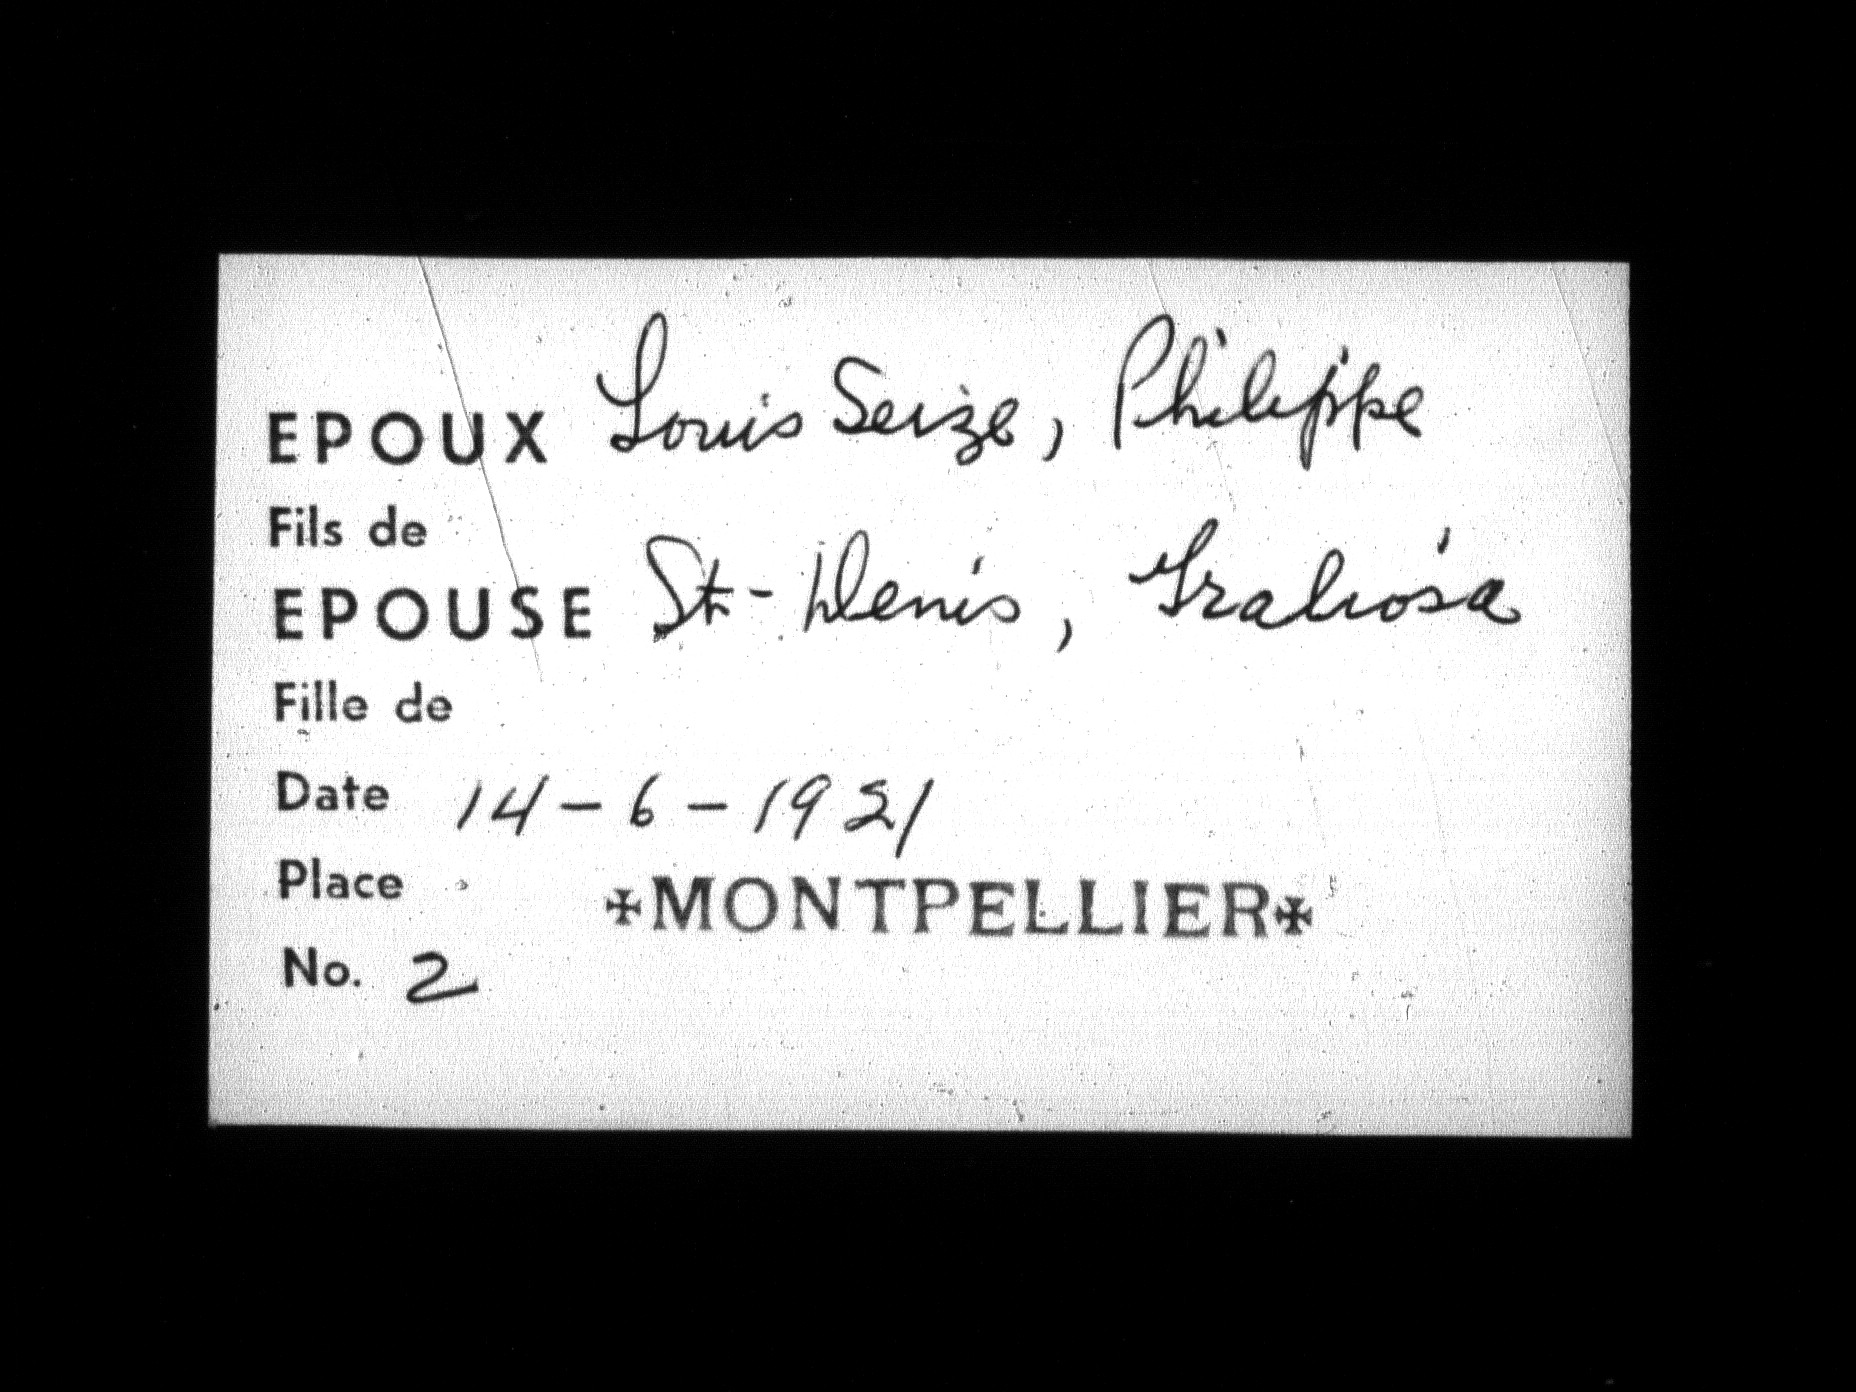 EPOUX Louis Seize, Philippe
Fils de
EPOUSE St-Denis,
Fille de
Date 14-6-1921
Place ✠MONTPELLIER✠
No. 2